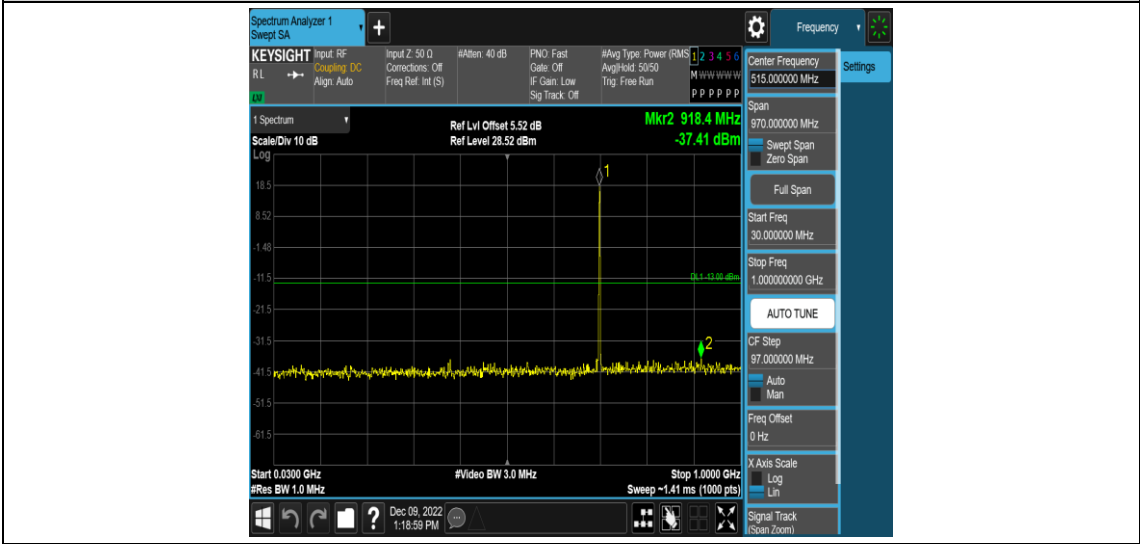 Spectrum Analyzer 1
Swept SA
+
Frequency
KEYSIGHT
RL
Input: RF
Coupling: DC
Align: Auto
Input Z: 50 Ω
Corrections: Off
Freq Ref: Int (S)
#Atten: 40 dB
PNO: Fast
Gate: Off
IF Gain: Low
Sig Track: Off
#Avg Type: Power (RMS
Avg|Hold: 50/50
Trig: Free Run
1 2 3 4 5 6
M W W W W W
P P P P P P
1 Spectrum
Scale/Div 10 dB
Log
Ref Lvl Offset 5.52 dB
Ref Level 28.52 dBm
Mkr2 918.4 MHz
-37.41 dBm
1
18.5
8.52
-1.48
-11.5
DL1 -13.00 dBm
-21.5
-31.5
2
-41.5
-51.5
-61.5
Start 0.0300 GHz
#Res BW 1.0 MHz
#Video BW 3.0 MHz
Stop 1.0000 GHz
Sweep ~1.41 ms (1000 pts)
?
Dec 09, 2022
1:18:59 PM
Center Frequency
515.000000 MHz
Settings
Span
970.000000 MHz
Swept Span
Zero Span
Full Span
Start Freq
30.000000 MHz
Stop Freq
1.000000000 GHz
AUTO TUNE
CF Step
97.000000 MHz
Auto
Man
Freq Offset
0 Hz
X Axis Scale
Log
Lin
Signal Track
(Span Zoom)